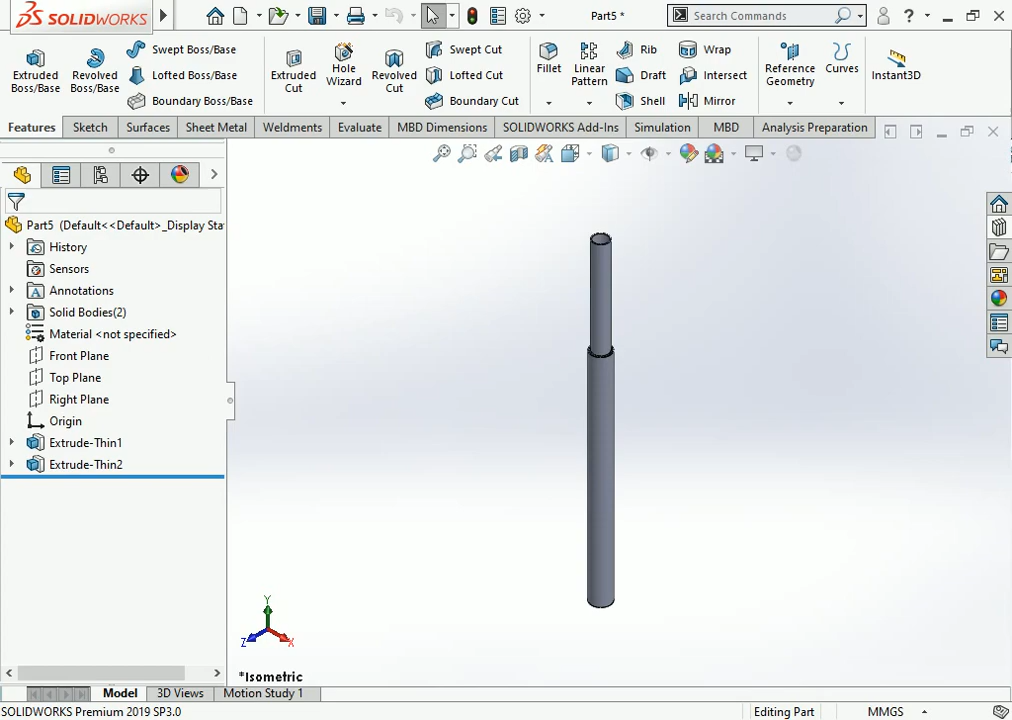 SOLIDWORKS
Part5 *
Search Commands
Extruded Boss/Base
Revolved Boss/Base
Swept Boss/Base
Lofted Boss/Base
Boundary Boss/Base
Extruded Cut
Hole Wizard
Revolved Cut
Swept Cut
Lofted Cut
Boundary Cut
Fillet
Linear Pattern
Rib
Draft
Shell
Wrap
Intersect
Mirror
Reference Geometry
Curves
Instant3D
Features
Sketch
Surfaces
Sheet Metal
Weldments
Evaluate
MBD Dimensions
SOLIDWORKS Add-Ins
Simulation
MBD
Analysis Preparation
Part5 (Default<<Default>_Display Sta
History
Sensors
Annotations
Solid Bodies(2)
Material <not specified>
Front Plane
Top Plane
Right Plane
Origin
Extrude-Thin1
Extrude-Thin2
Y
Z
X
*Isometric
Model
3D Views
Motion Study 1
SOLIDWORKS Premium 2019 SP3.0
Editing Part
MMGS